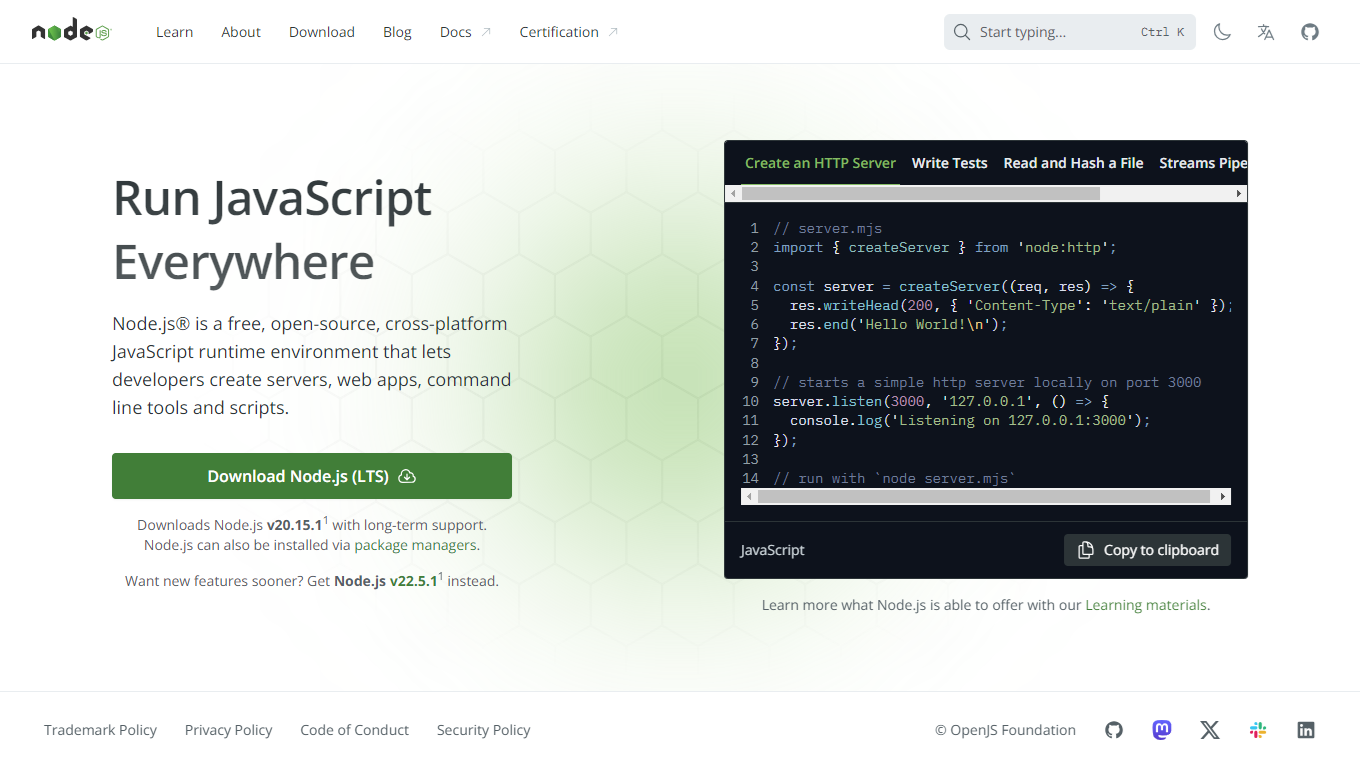 node JS
Learn About Download Blog Docs Certification
Start typing... Ctrl K
Run JavaScript
Everywhere
Node.js® is a free, open-source, cross-platform
JavaScript runtime environment that lets
developers create servers, web apps, command
line tools and scripts.
Download Node.js (LTS)
Downloads Node.js v20.15.1¹ with long-term support.
Node.js can also be installed via package managers.
Want new features sooner? Get Node.js v22.5.1¹ instead.
Create an HTTP Server Write Tests Read and Hash a File Streams Pipe
1 // server.mjs
2 import { createServer } from 'node:http';
3
4 const server = createServer((req, res) => {
5   res.writeHead(200, { 'Content-Type': 'text/plain' });
6   res.end('Hello World!\n');
7 });
8
9 // starts a simple http server locally on port 3000
10 server.listen(3000, '127.0.0.1', () => {
11   console.log('Listening on 127.0.0.1:3000');
12 });
13
14 // run with `node server.mjs`
JavaScript Copy to clipboard
Learn more what Node.js is able to offer with our Learning materials.
Trademark Policy Privacy Policy Code of Conduct Security Policy © OpenJS Foundation